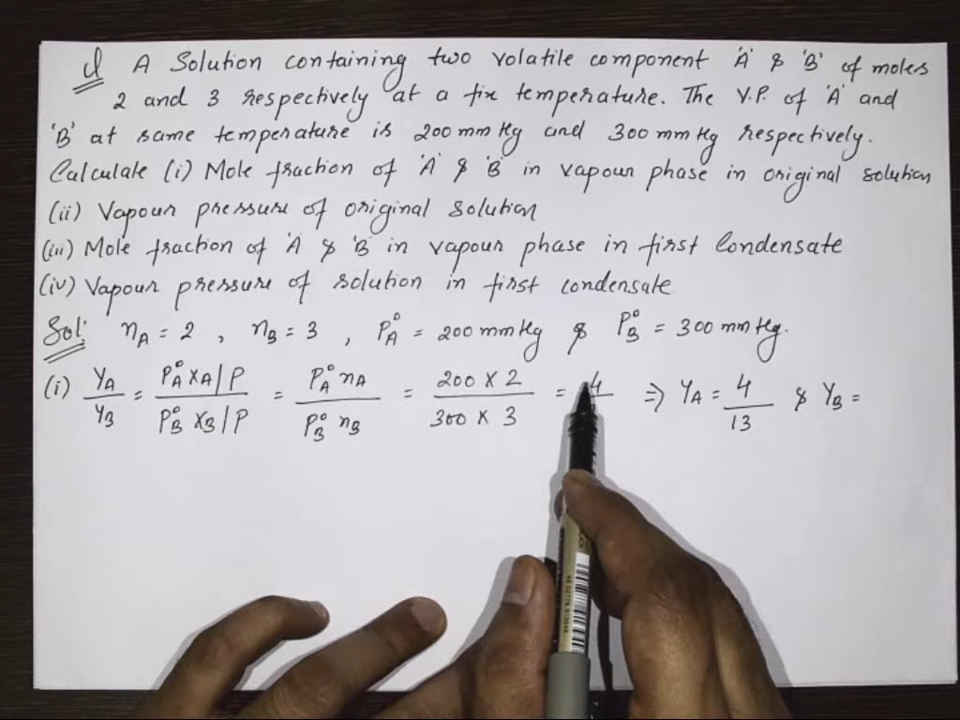 Q A Solution containing two volatile component 'A' & 'B' of moles
2 and 3 respectively at a fix temperature. The V.P. of 'A' and
'B' at same temperature is 200 mm Hg and 300 mm Hg respectively.
Calculate (i) Mole fraction of 'A' & 'B' in vapour phase in original solution
(ii) Vapour pressure of original solution
(iii) Mole fraction of 'A' & 'B' in vapour phase in first Condensate
(iv) Vapour pressure of solution in first condensate
Sol: nA = 2 , nB = 3 , P°A = 200 mm Hg & P°B = 300 mm Hg.
(i) YA/YB = P°A XA/P / P°B XB/P = P°A nA / P°B nB = 200 × 2 / 300 × 3 = 4 ⇒ YA = 4/13 & YB =